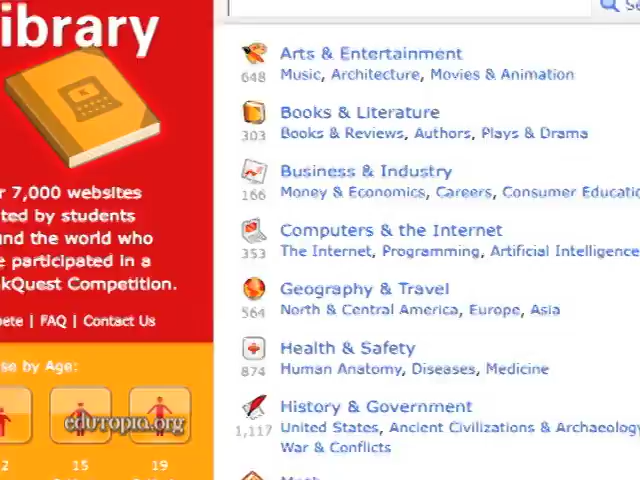 ibrary
7,000 websites
ted by students
und the world who
participated in a
kQuest Competition.
ete | FAQ | Contact Us
se by Age:
edutopia.org
2
15
19
Arts & Entertainment
648
Music, Architecture, Movies & Animation
Books & Literature
303
Books & Reviews, Authors, Plays & Drama
Business & Industry
166
Money & Economics, Careers, Consumer Educatio
Computers & the Internet
353
The Internet, Programming, Artificial Intelligence
Geography & Travel
564
North & Central America, Europe, Asia
Health & Safety
874
Human Anatomy, Diseases, Medicine
History & Government
1,117
United States, Ancient Civilizations & Archaeology
War & Conflicts